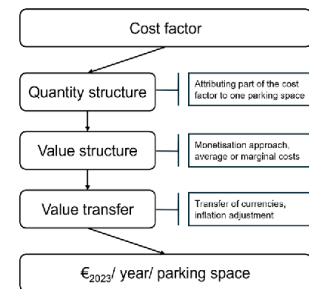 Cost factor
Quantity structure
Attributing part of the cost
factor to one parking space
Value structure
Monetisation approach,
average or marginal costs
Value transfer
Transfer of currencies,
inflation adjustment
€2023/ year/ parking space